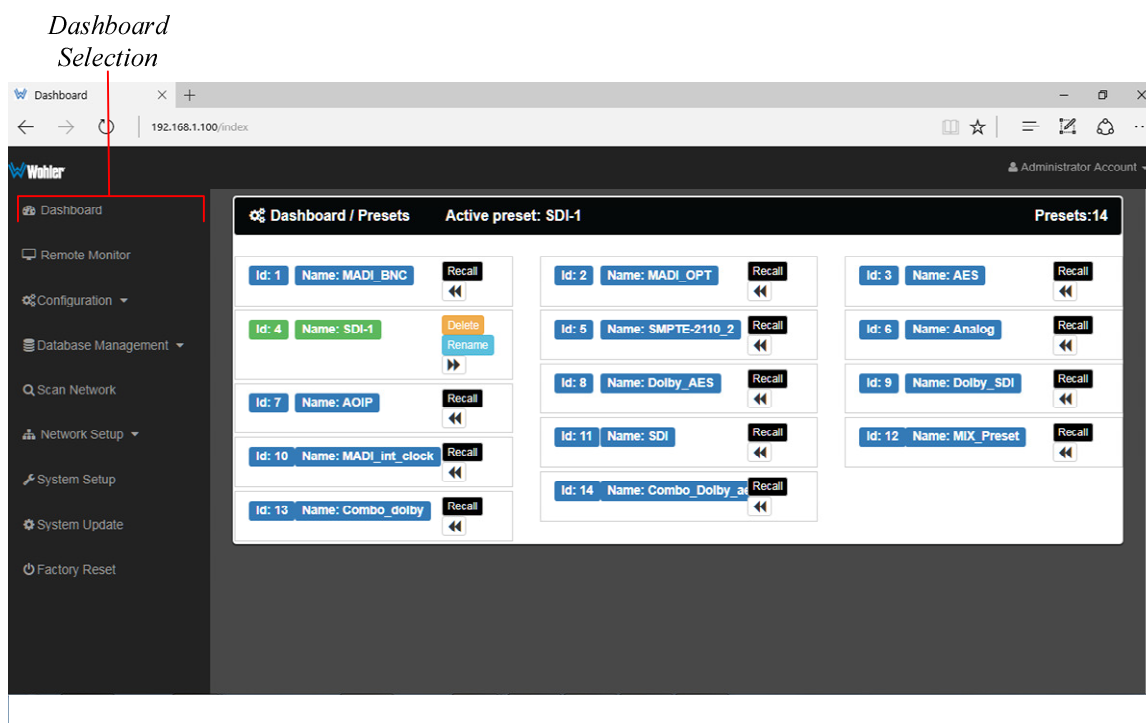 Dashboard
Selection
Dashboard
192.168.1.100/index
Wohler
Administrator Account
Dashboard
Remote Monitor
Configuration
Database Management
Scan Network
Network Setup
System Setup
System Update
Factory Reset
Dashboard / Presets Active preset: SDI-1 Presets:14
Id: 1 Name: MADI_BNC Recall
Id: 2 Name: MADI_OPT Recall
Id: 3 Name: AES Recall
Id: 4 Name: SDI-1 Delete
Rename
Id: 5 Name: SMPTE-2110_2 Recall
Id: 6 Name: Analog Recall
Id: 7 Name: AOIP Recall
Id: 8 Name: Dolby_AES Recall
Id: 9 Name: Dolby_SDI Recall
Id: 10 Name: MADI_int_clock Recall
Id: 11 Name: SDI Recall
Id: 12 Name: MIX_Preset Recall
Id: 13 Name: Combo_dolby Recall
Id: 14 Name: Combo_Dolby_ae Recall